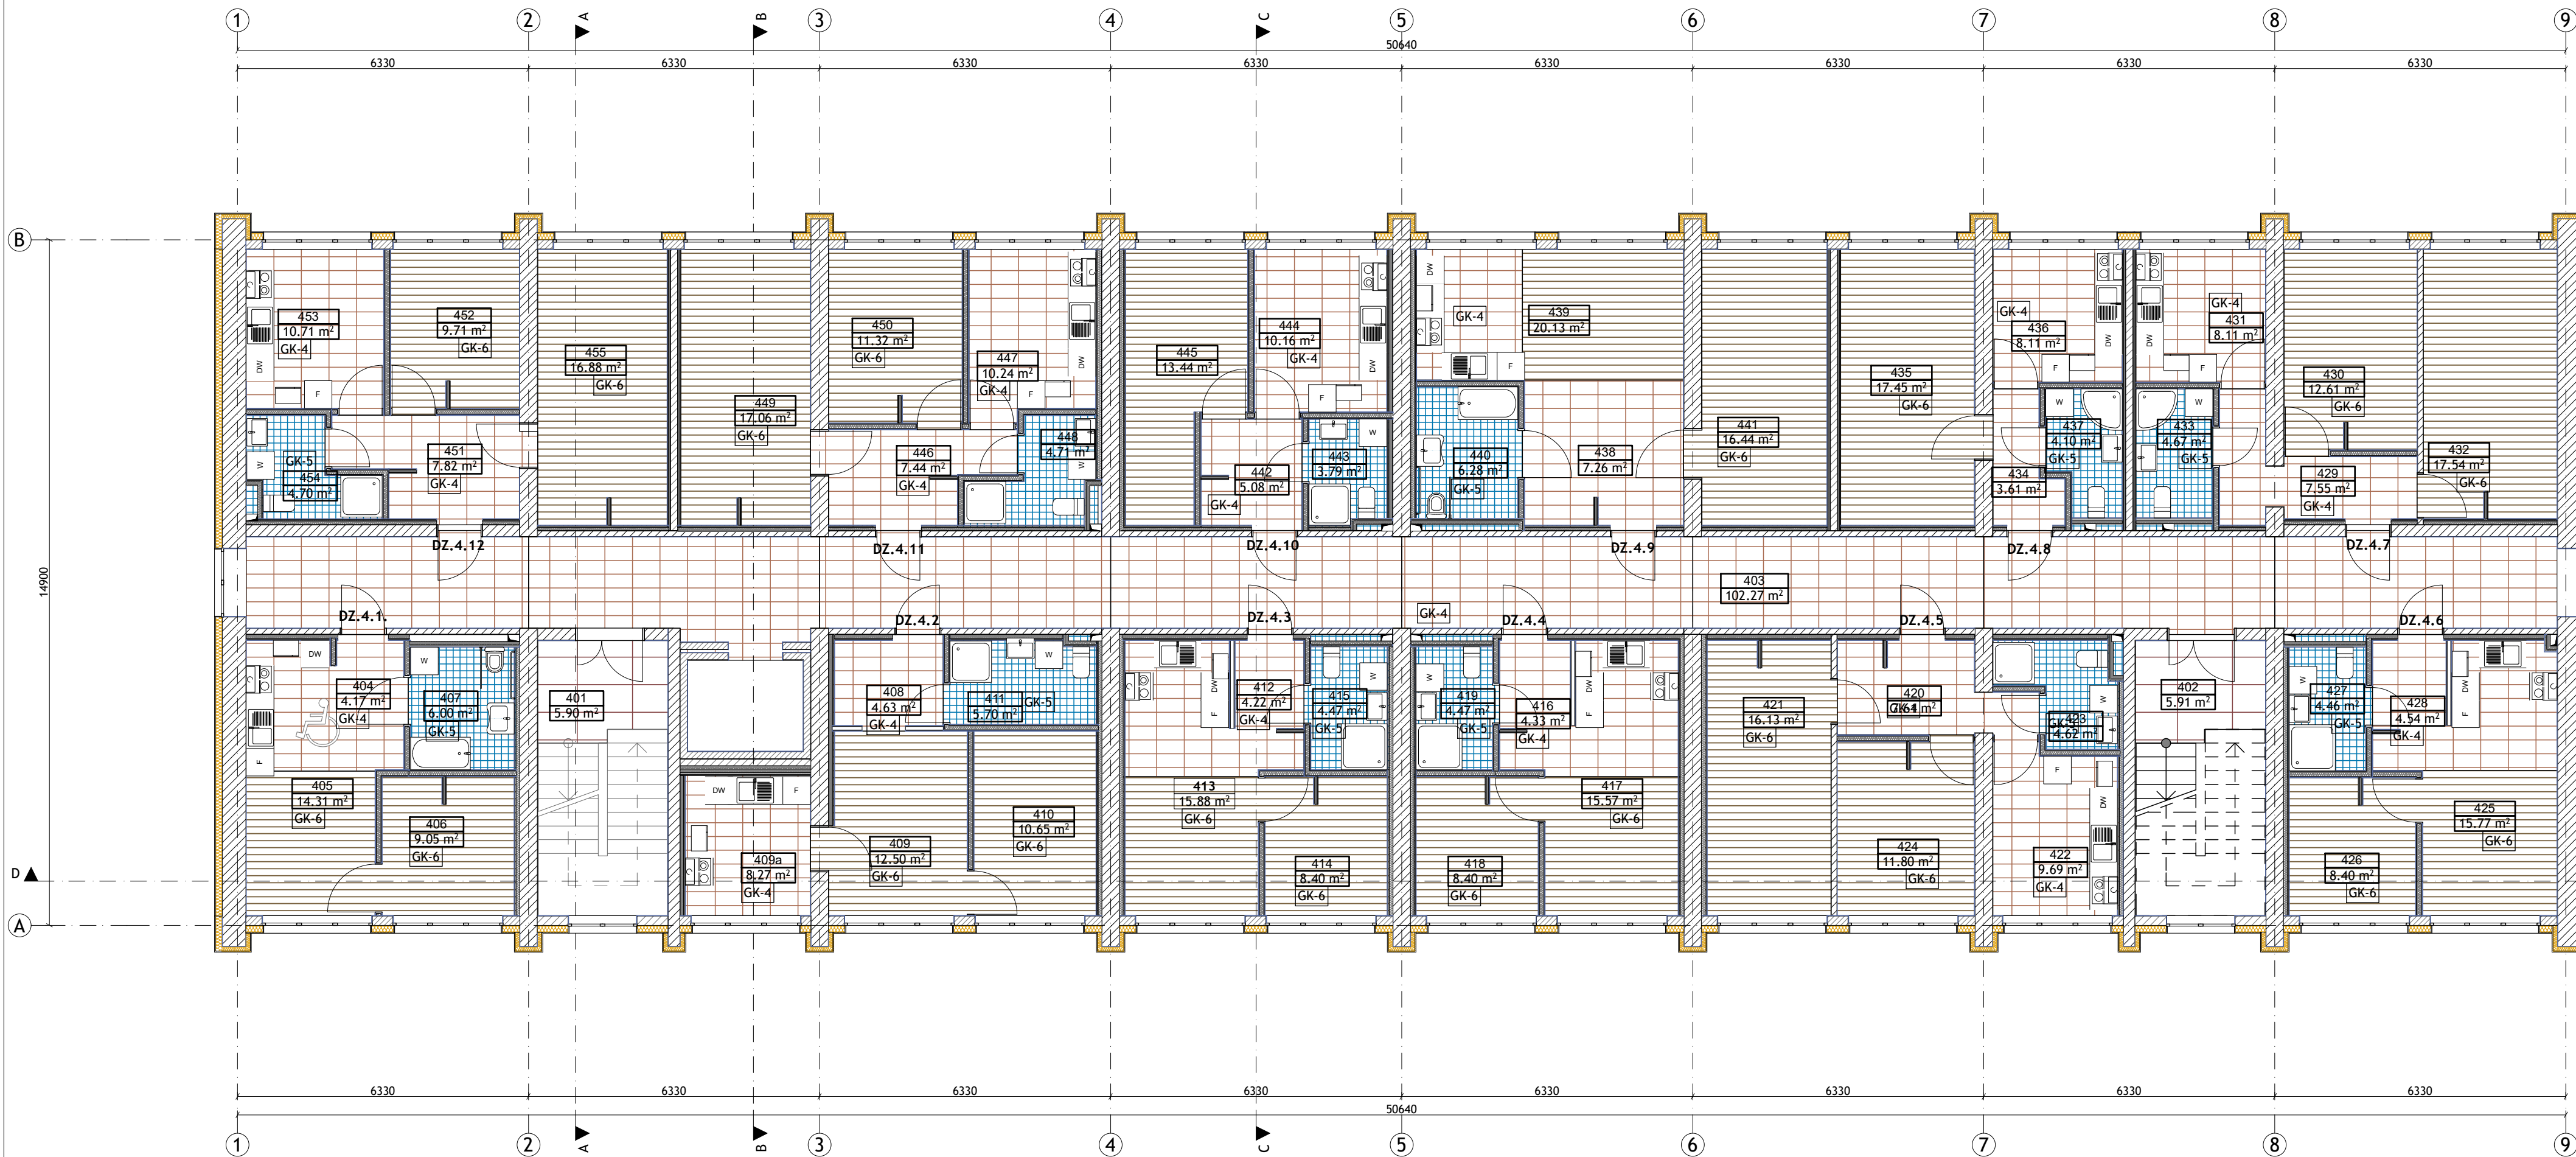 1 2 A B 3 4 C 5 6 7 8 9
50640
6330 6330 6330 6330 6330 6330 6330 6330
B
453
10.71 m²
GK-4
DW
F
452
9.71 m²
GK-6
455
16.88 m²
GK-6
449
17.06 m²
GK-6
450
11.32 m²
GK-6
447
10.24 m²
GK-4
DW
F
445
13.44 m²
444
10.16 m²
GK-4
DW
F
DW
GK-4
F
439
20.13 m²
441
16.44 m²
GK-6
435
17.45 m²
GK-6
GK-4
436
8.11 m²
DW
F
DW
F
GK-4
431
8.11 m²
430
12.61 m²
GK-6
432
17.54 m²
GK-6
W
GK-5
454
4.70 m²
451
7.82 m²
GK-4
446
7.44 m²
GK-4
448
4.71 m²
W
442
5.08 m²
GK-4
443
3.79 m²
W
440
6.28 m²
GK-5
438
7.26 m²
434
3.61 m²
W
437
4.10 m²
GK-5
W
433
4.67 m²
GK-5
429
7.55 m²
GK-4
DZ.4.12 DZ.4.11 DZ.4.10 DZ.4.9 DZ.4.8 DZ.4.7
14900
403
102.27 m²
GK-4
DZ.4.1. DZ.4.2 DZ.4.3 DZ.4.4 DZ.4.5 DZ.4.6
DW
404
4.17 m²
GK-4
F
W
407
6.00 m²
GK-5
401
5.90 m²
408
4.63 m²
GK-4
W
411
5.70 m²
GK-5
DW
F
412
4.22 m²
GK-4
W
415
4.47 m²
GK-5
W
419
4.47 m²
GK-5
416
4.33 m²
GK-4
DW
F
421
16.13 m²
GK-6
420
W
423
4.62 m²
402
5.91 m²
W
427
4.46 m²
GK-5
428
4.54 m²
GK-4
DW
F
405
14.31 m²
GK-6
406
9.05 m²
GK-6
DW
F
409a
8.27 m²
GK-4
409
12.50 m²
GK-6
410
10.65 m²
GK-6
413
15.88 m²
GK-6
414
8.40 m²
GK-6
418
8.40 m²
GK-6
417
15.57 m²
GK-6
424
11.80 m²
GK-6
F
DW
422
9.69 m²
GK-4
426
8.40 m²
GK-6
425
15.77 m²
GK-6
D
A
6330 6330 6330 6330 6330 6330 6330 6330
50640
1 2 A B 3 4 C 5 6 7 8 9